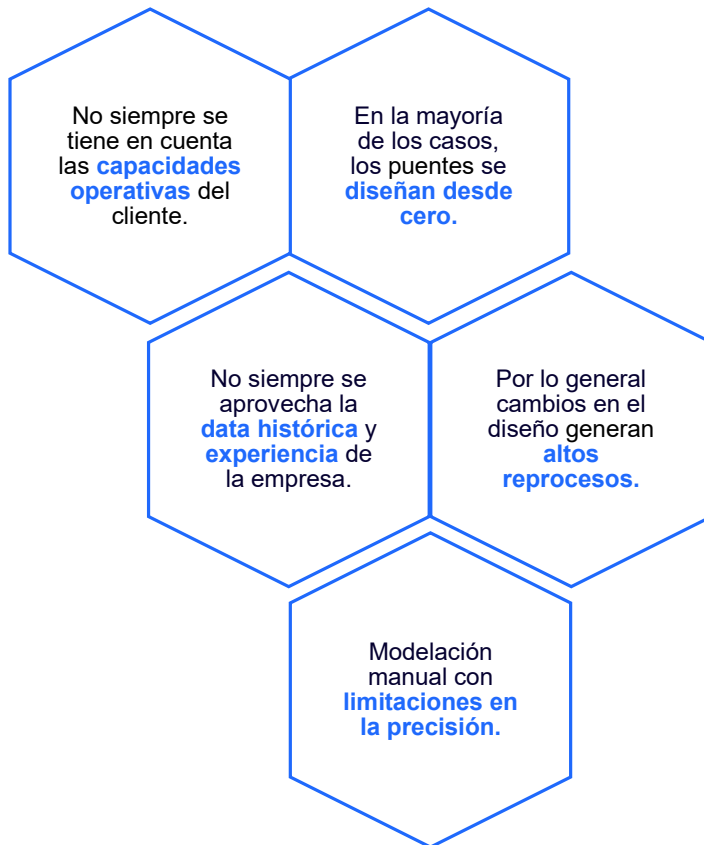 No siempre se
tiene en cuenta
las capacidades
operativas del
cliente.
En la mayoría
de los casos,
los puentes se
diseñan desde
cero.
No siempre se
aprovecha la
data histórica y
experiencia de
la empresa.
Por lo general
cambios en el
diseño generan
altos
reprocesos.
Modelación
manual con
limitaciones en
la precisión.